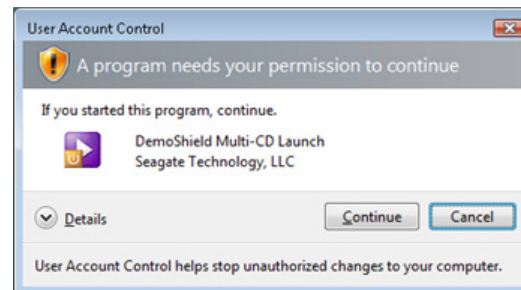 User Account Control
A program needs your permission to continue
If you started this program, continue.
DemoShield Multi-CD Launch
Seagate Technology, LLC
Details
Continue
Cancel
User Account Control helps stop unauthorized changes to your computer.